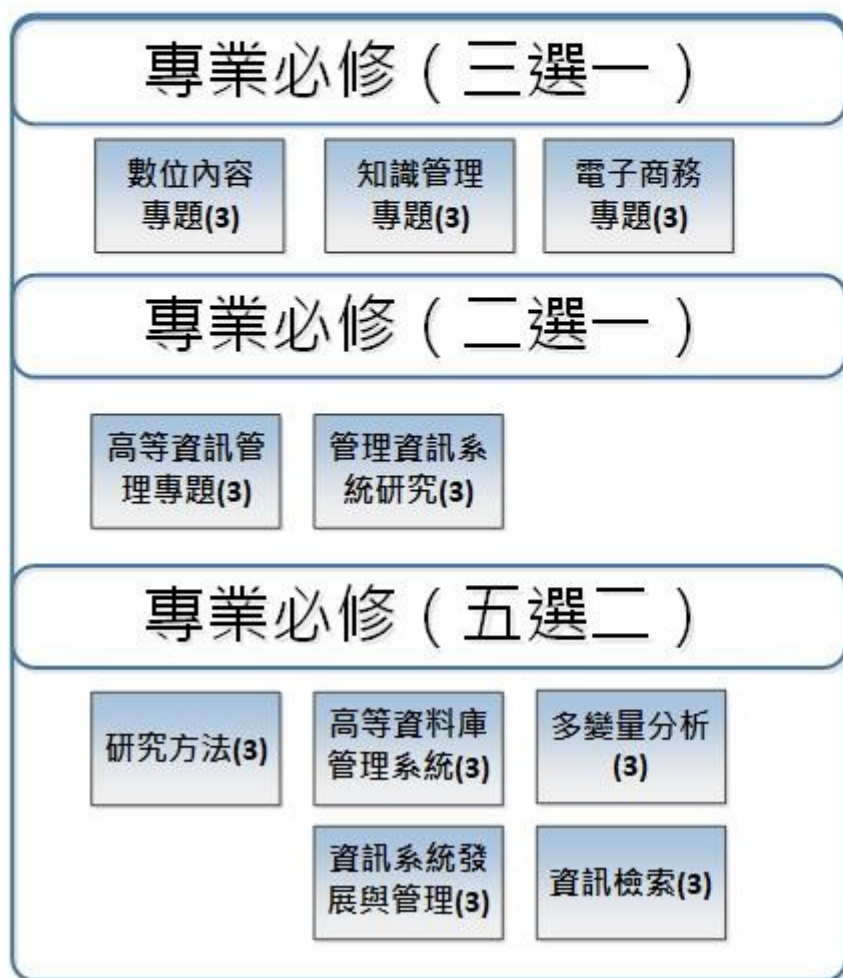 專業必修（三選一）
數位內容
專題(3)
知識管理
專題(3)
電子商務
專題(3)
專業必修（二選一）
高等資訊管
理專題(3)
管理資訊系
統研究(3)
專業必修（五選二）
研究方法(3)
高等資料庫
管理系統(3)
多變量分析
(3)
資訊系統發
展與管理(3)
資訊檢索(3)